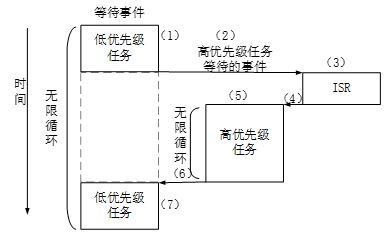 等待事件
低优先级
任务
(1)
(2)
高优先级任务
等待的事件
(3)
ISR
时间
无限循环
(4)
(5)
无限循环
高优先级
任务
(6)
低优先级
任务
(7)